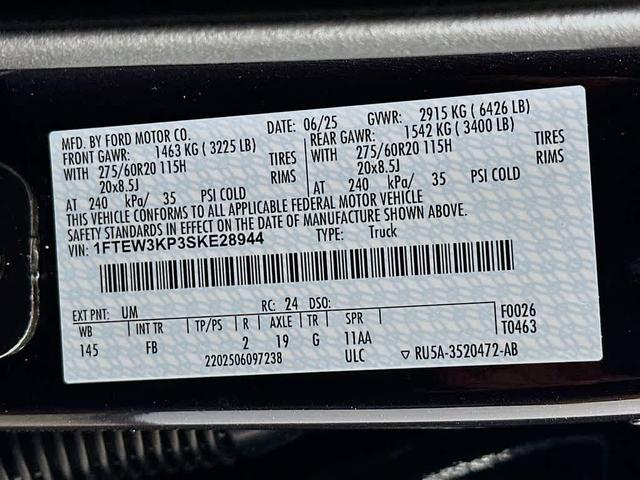 MFD. BY FORD MOTOR CO. DATE: 06/25 GVWR: 2915 KG ( 6426 LB)
FRONT GAWR: 1463 KG ( 3225 LB) REAR GAWR: 1542 KG ( 3400 LB)
WITH 275/60R20 115H TIRES WITH 275/60R20 115H TIRES
20x8.5J RIMS 20x8.5J RIMS
AT 240 kPa/ 35 PSI COLD AT 240 kPa/ 35 PSI COLD
THIS VEHICLE CONFORMS TO ALL APPLICABLE FEDERAL MOTOR VEHICLE
SAFETY STANDARDS IN EFFECT ON THE DATE OF MANUFACTURE SHOWN ABOVE.
VIN: 1FTEW3KP3SKE28944 TYPE: Truck
EXT PNT: UM RC: 24 DSO: F0026
WB INT TR TP/PS R AXLE TR SPR T0463
145 FB 2 19 G 11AA
2202506097238 ULC ▽ RU5A-3520472-AB